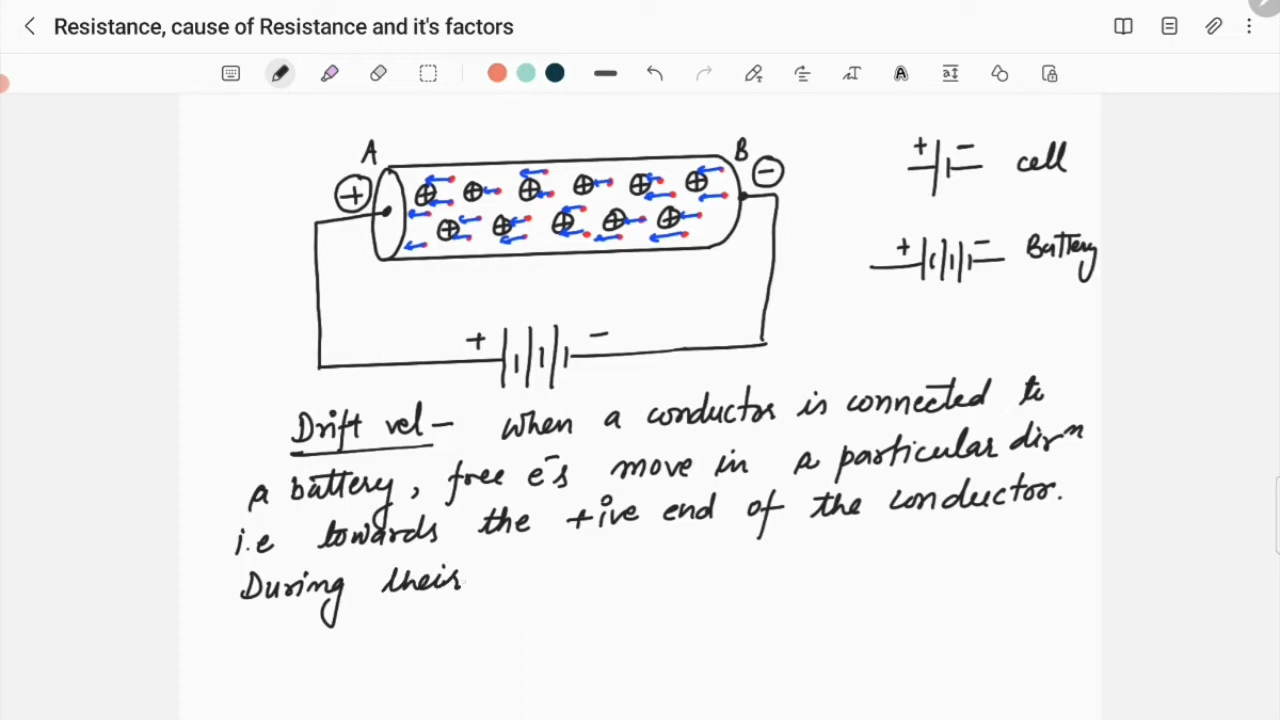 Resistance, cause of Resistance and it's factors
A
B
+
−
+ − cell
+ − Battery
+ −
Drift vel – when a conductor is connected to
a battery, free e⁻s move in a particular dirⁿ
i.e towards the +ive end of the conductor.
During their